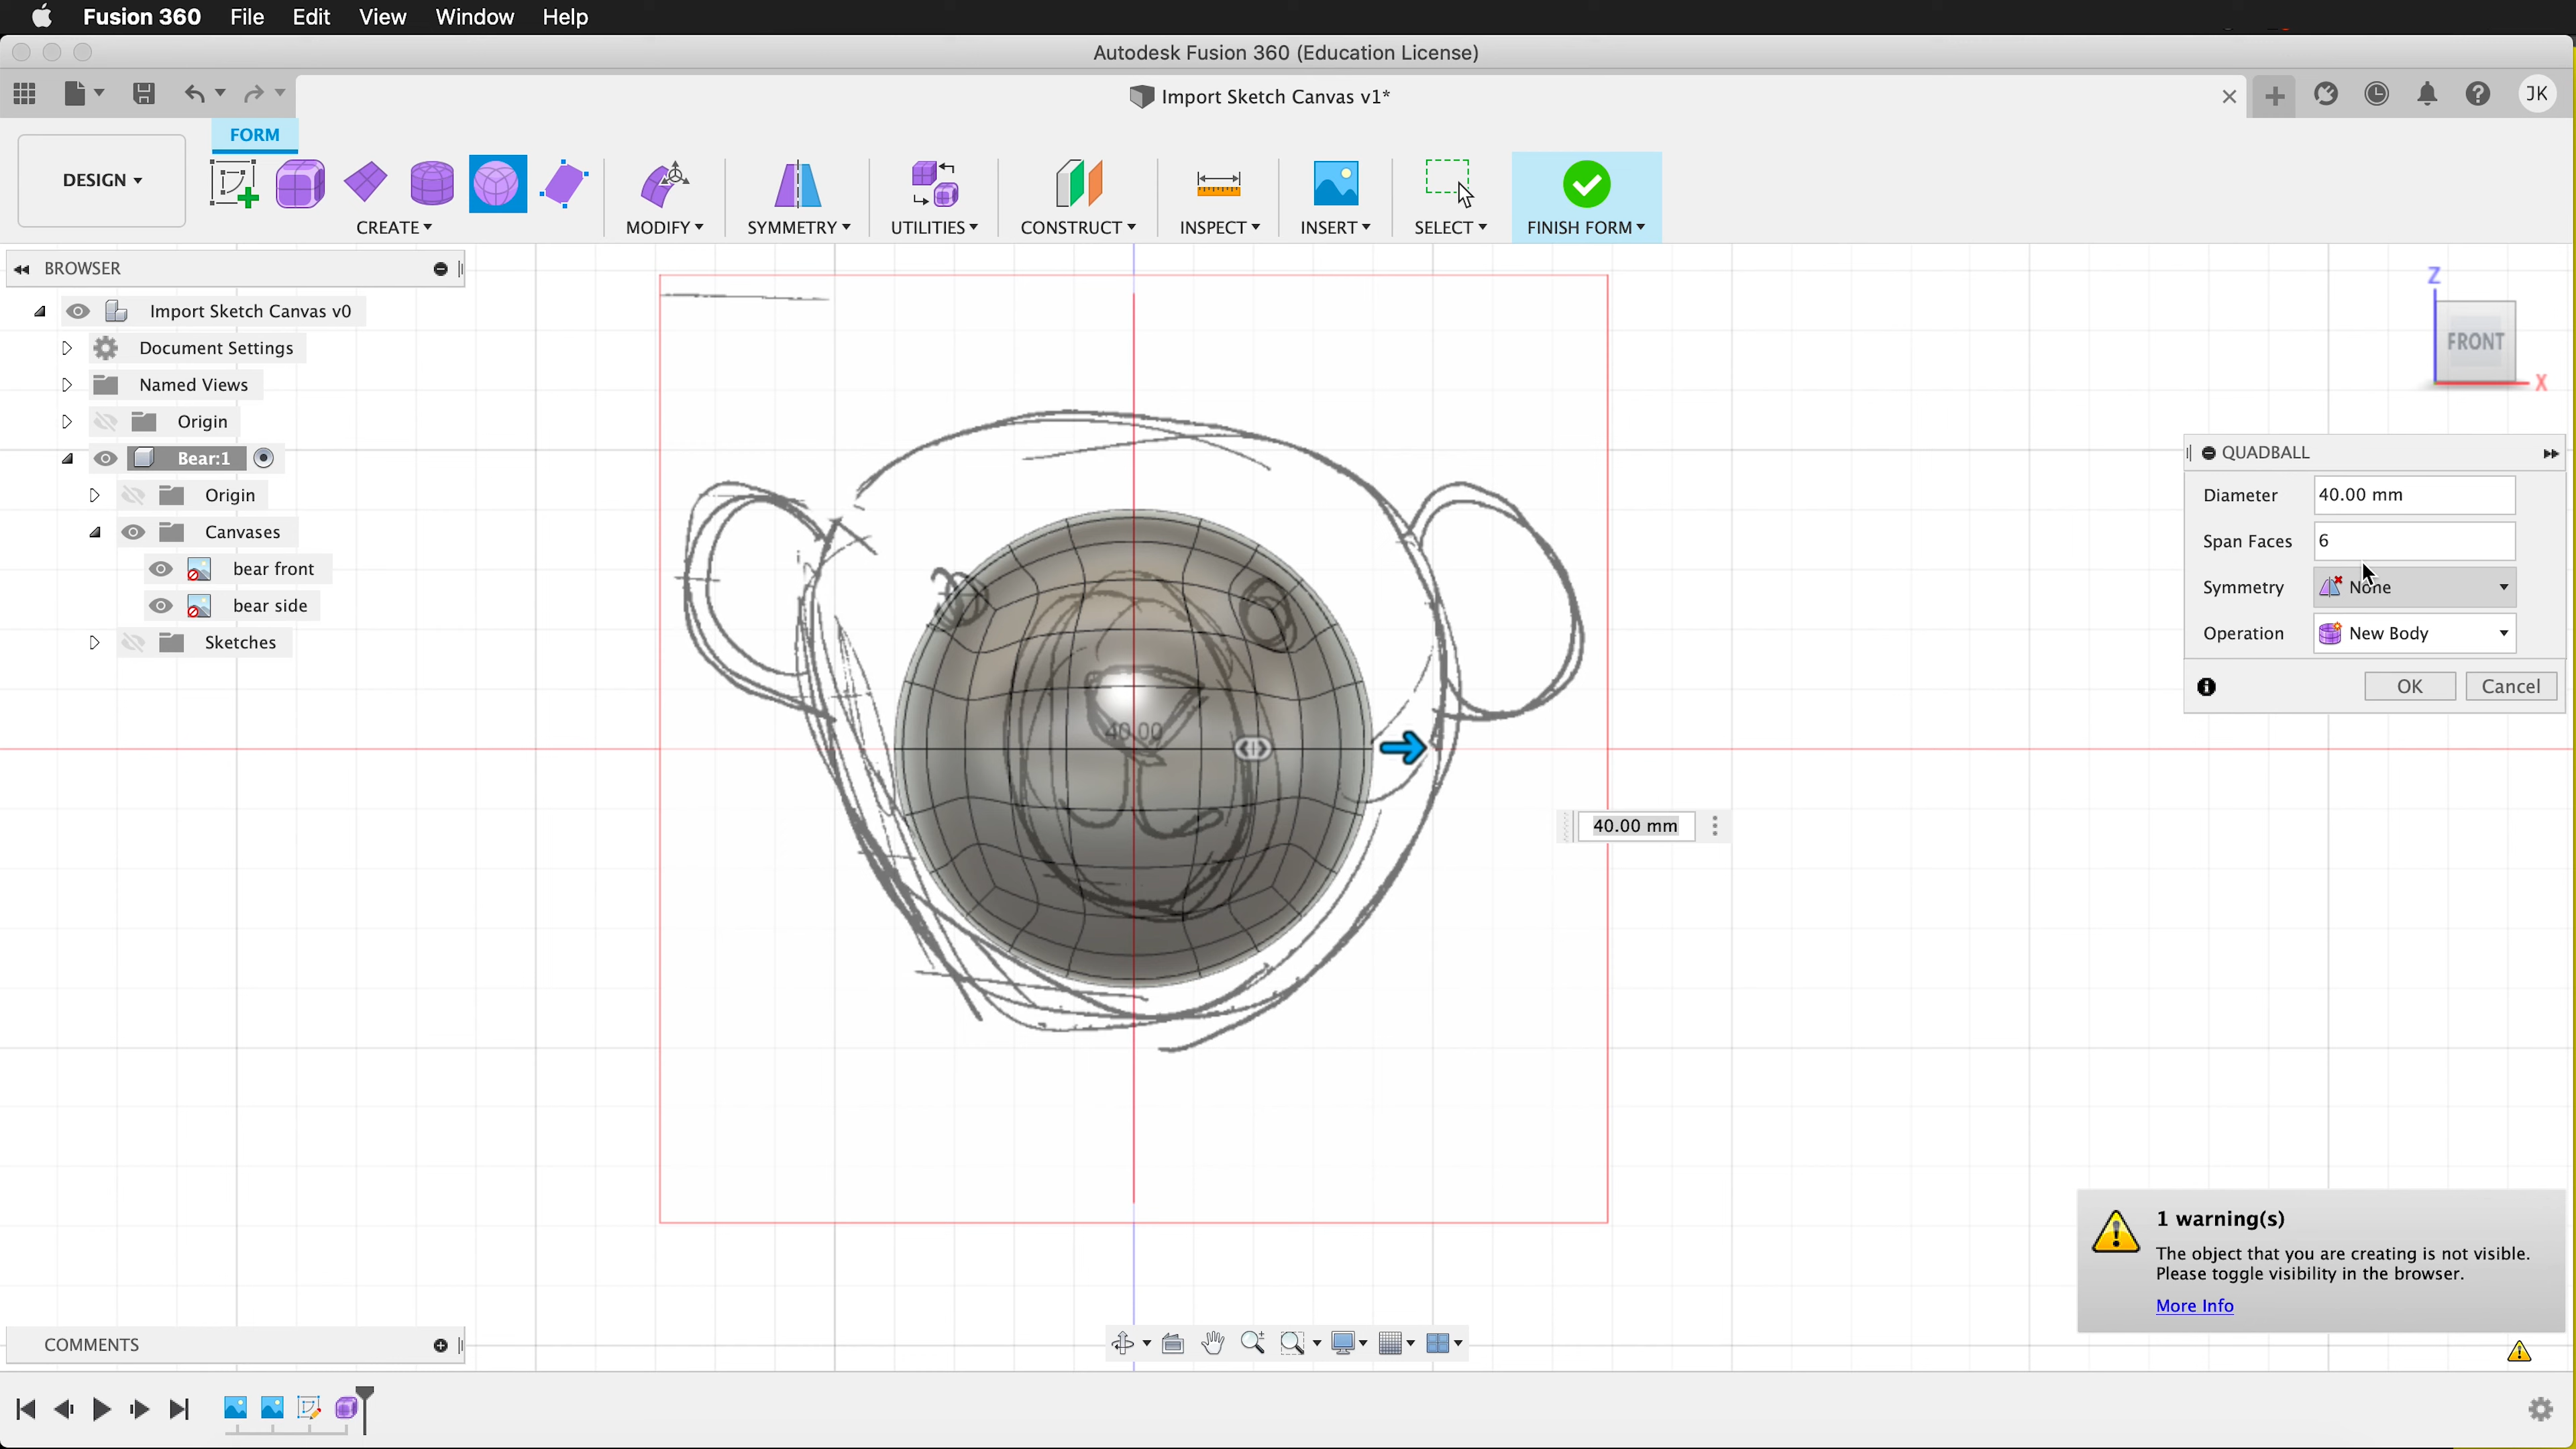 Fusion 360 File Edit View Window Help
Autodesk Fusion 360 (Education License)
Import Sketch Canvas v1*
JK
FORM
DESIGN
CREATE
MODIFY
SYMMETRY
UTILITIES
CONSTRUCT
INSPECT
INSERT
SELECT
FINISH FORM
BROWSER
Import Sketch Canvas v0
Document Settings
Named Views
Origin
Bear:1
Origin
Canvases
bear front
bear side
Sketches
Z
FRONT
X
QUADBALL
Diameter 40.00 mm
Span Faces 6
Symmetry None
Operation New Body
OK Cancel
40.00
40.00 mm
1 warning(s)
The object that you are creating is not visible.
Please toggle visibility in the browser.
More Info
COMMENTS